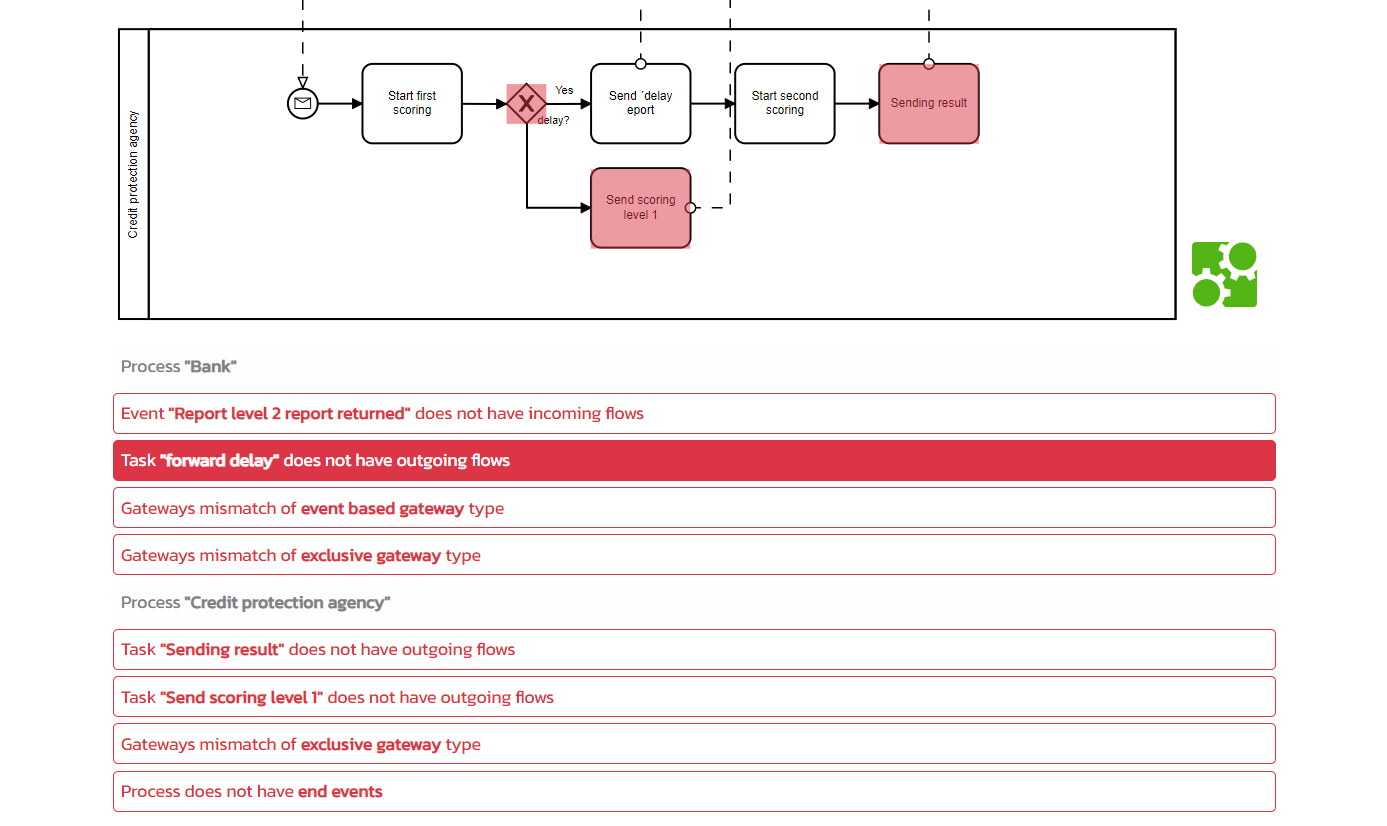 Credit protection agency
Start first
scoring
X
Yes
delay?
Send ´delay
eport
Start second
scoring
Sending result
Send scoring
level 1
Process "Bank"
Event "Report level 2 report returned" does not have incoming flows
Task "forward delay" does not have outgoing flows
Gateways mismatch of event based gateway type
Gateways mismatch of exclusive gateway type
Process "Credit protection agency"
Task "Sending result" does not have outgoing flows
Task "Send scoring level 1" does not have outgoing flows
Gateways mismatch of exclusive gateway type
Process does not have end events